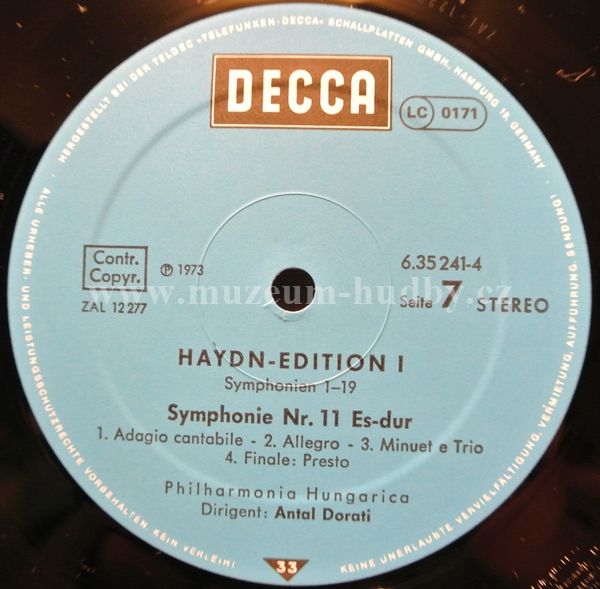 HERGESTELLT BEI DER TELDEC »TELEFUNKEN-DECCA« SCHALLPLATTEN GMBH, HAMBURG 19, GERMANY
DECCA
LC 0171
Contr.
Copyr.
℗ 1973
6.35 241-4
ZAL 12 277
Seite 7 STEREO
www.muzeum-hudby.cz
HAYDN-EDITION I
Symphonien 1–19
Symphonie Nr. 11 Es-dur
1. Adagio cantabile - 2. Allegro - 3. Minuet e Trio
4. Finale: Presto
Philharmonia Hungarica
Dirigent: Antal Dorati
33
ALLE URHEBER- UND LEISTUNGSSCHUTZRECHTE VORBEHALTEN KEIN VERLEIH!
KEINE UNERLAUBTE VERVIELFÄLTIGUNG, VERMIETUNG, AUFFÜHRUNG, SENDUNG!